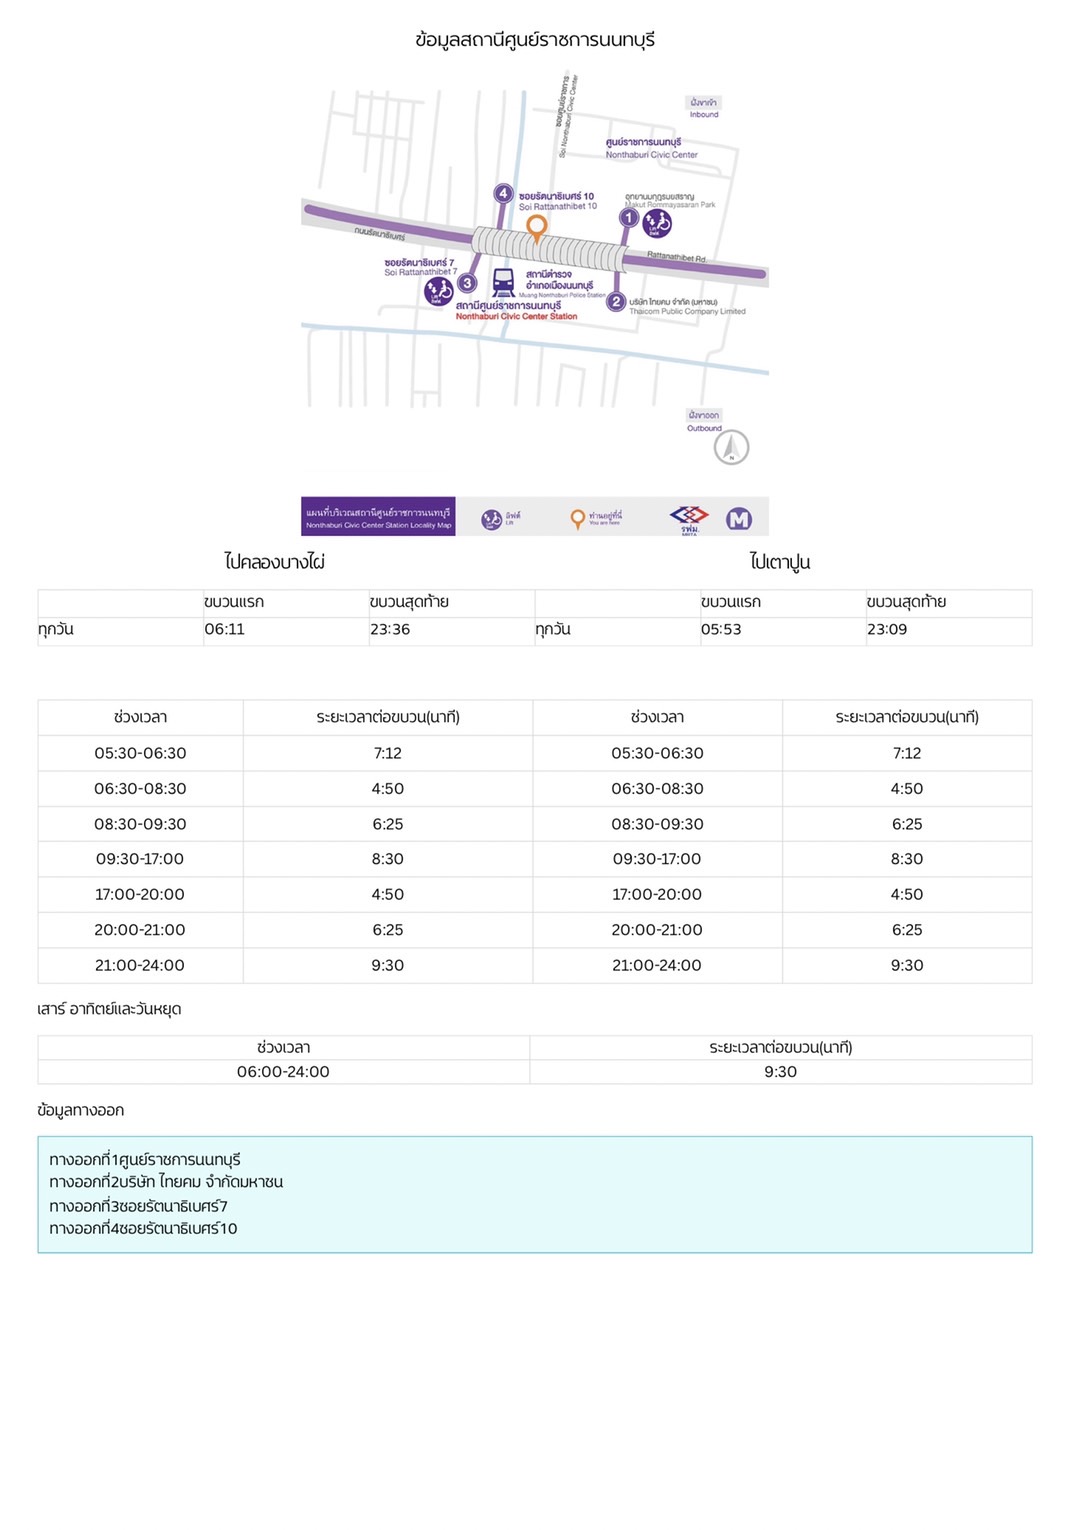 ข้อมูลสถานีศูนย์ราชการนนทบุรี
ซอยศูนย์ราชการ
Soi Nonthaburi Civic Center
ฝั่งขาเข้า
Inbound
ศูนย์ราชการนนทบุรี
Nonthaburi Civic Center
4
ซอยรัตนาธิเบศร์ 10
Soi Rattanathibet 10
อุทยานมกุฏรมยสราญ
Makut Rommayasaran Park
1
ถนนรัตนาธิเบศร์
Rattanathibet Rd.
ซอยรัตนาธิเบศร์ 7
Soi Rattanathibet 7
3
สถานีตำรวจ
อำเภอเมืองนนทบุรี
Muang Nonthaburi Police Station
2
บริษัท ไทยคม จำกัด (มหาชน)
Thaicom Public Company Limited
สถานีศูนย์ราชการนนทบุรี
Nonthaburi Civic Center Station
ฝั่งขาออก
Outbound
N
แผนที่บริเวณสถานีศูนย์ราชการนนทบุรี
Nonthaburi Civic Center Station Locality Map
ลิฟต์
Lift
ท่านอยู่ที่นี่
You are here
รฟม.
MRTA
M
ไปคลองบางไผ่ ไปเตาปูน
ขบวนแรก ขบวนสุดท้าย ขบวนแรก ขบวนสุดท้าย
ทุกวัน 06:11 23:36 ทุกวัน 05:53 23:09
ช่วงเวลา ระยะเวลาต่อขบวน(นาที) ช่วงเวลา ระยะเวลาต่อขบวน(นาที)
05:30-06:30 7:12 05:30-06:30 7:12
06:30-08:30 4:50 06:30-08:30 4:50
08:30-09:30 6:25 08:30-09:30 6:25
09:30-17:00 8:30 09:30-17:00 8:30
17:00-20:00 4:50 17:00-20:00 4:50
20:00-21:00 6:25 20:00-21:00 6:25
21:00-24:00 9:30 21:00-24:00 9:30
เสาร์ อาทิตย์และวันหยุด
ช่วงเวลา ระยะเวลาต่อขบวน(นาที)
06:00-24:00 9:30
ข้อมูลทางออก
ทางออกที่1ศูนย์ราชการนนทบุรี
ทางออกที่2บริษัท ไทยคม จำกัดมหาชน
ทางออกที่3ซอยรัตนาธิเบศร์7
ทางออกที่4ซอยรัตนาธิเบศร์10